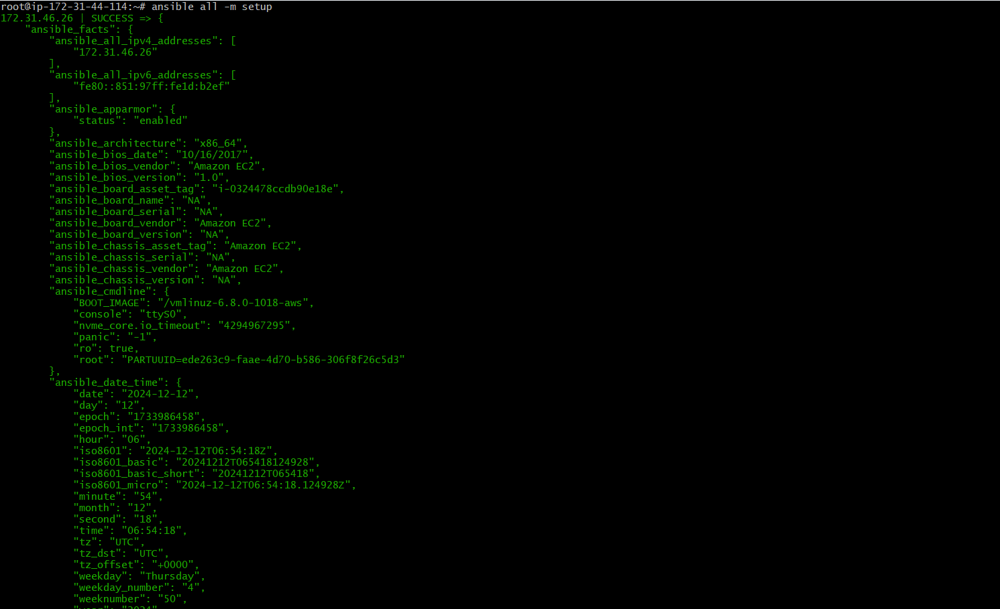 root@ip-172-31-44-114:~# ansible all -m setup
172.31.46.26 | SUCCESS => {
    "ansible_facts": {
        "ansible_all_ipv4_addresses": [
            "172.31.46.26"
        ],
        "ansible_all_ipv6_addresses": [
            "fe80::851:97ff:fe1d:b2ef"
        ],
        "ansible_apparmor": {
            "status": "enabled"
        },
        "ansible_architecture": "x86_64",
        "ansible_bios_date": "10/16/2017",
        "ansible_bios_vendor": "Amazon EC2",
        "ansible_bios_version": "1.0",
        "ansible_board_asset_tag": "i-0324478ccdb90e18e",
        "ansible_board_name": "NA",
        "ansible_board_serial": "NA",
        "ansible_board_vendor": "Amazon EC2",
        "ansible_board_version": "NA",
        "ansible_chassis_asset_tag": "Amazon EC2",
        "ansible_chassis_serial": "NA",
        "ansible_chassis_vendor": "Amazon EC2",
        "ansible_chassis_version": "NA",
        "ansible_cmdline": {
            "BOOT_IMAGE": "/vmlinuz-6.8.0-1018-aws",
            "console": "ttyS0",
            "nvme_core.io_timeout": "4294967295",
            "panic": "-1",
            "ro": true,
            "root": "PARTUUID=ede263c9-faae-4d70-b586-306f8f26c5d3"
        },
        "ansible_date_time": {
            "date": "2024-12-12",
            "day": "12",
            "epoch": "1733986458",
            "epoch_int": "1733986458",
            "hour": "06",
            "iso8601": "2024-12-12T06:54:18Z",
            "iso8601_basic": "20241212T065418124928",
            "iso8601_basic_short": "20241212T065418",
            "iso8601_micro": "2024-12-12T06:54:18.124928Z",
            "minute": "54",
            "month": "12",
            "second": "18",
            "time": "06:54:18",
            "tz": "UTC",
            "tz_dst": "UTC",
            "tz_offset": "+0000",
            "weekday": "Thursday",
            "weekday_number": "4",
            "weeknumber": "50",
            "year": "2024"